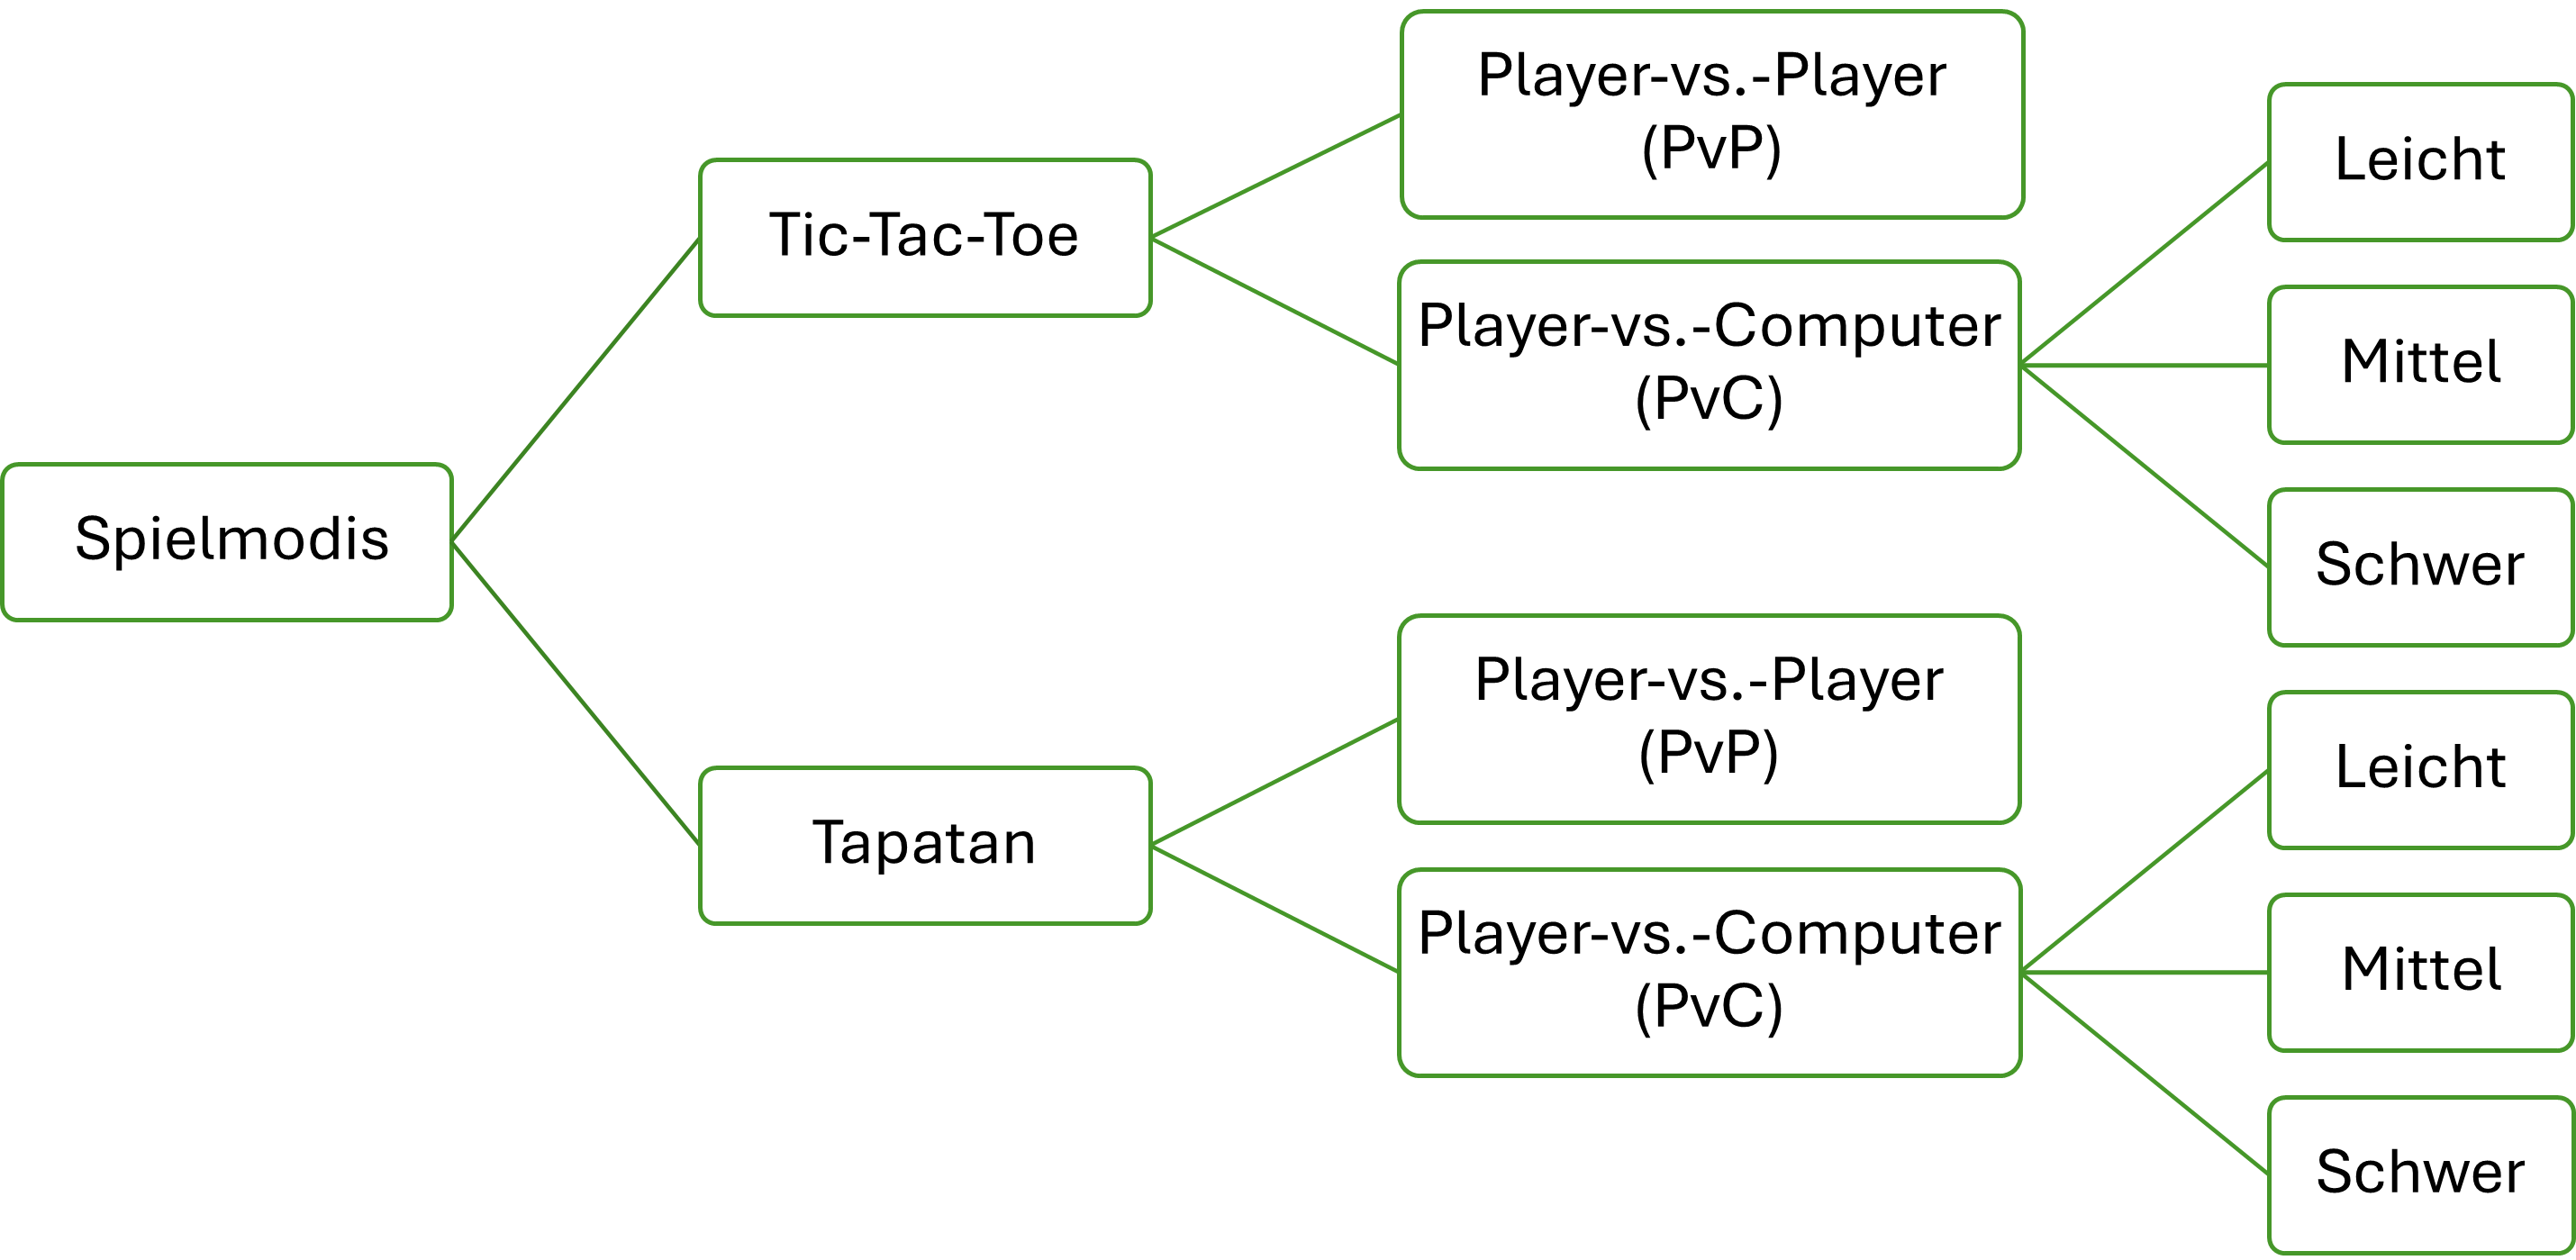 Spielmodis
Tic-Tac-Toe
Player-vs.-Player
(PvP)
Player-vs.-Computer
(PvC)
Leicht
Mittel
Schwer
Tapatan
Player-vs.-Player
(PvP)
Player-vs.-Computer
(PvC)
Leicht
Mittel
Schwer